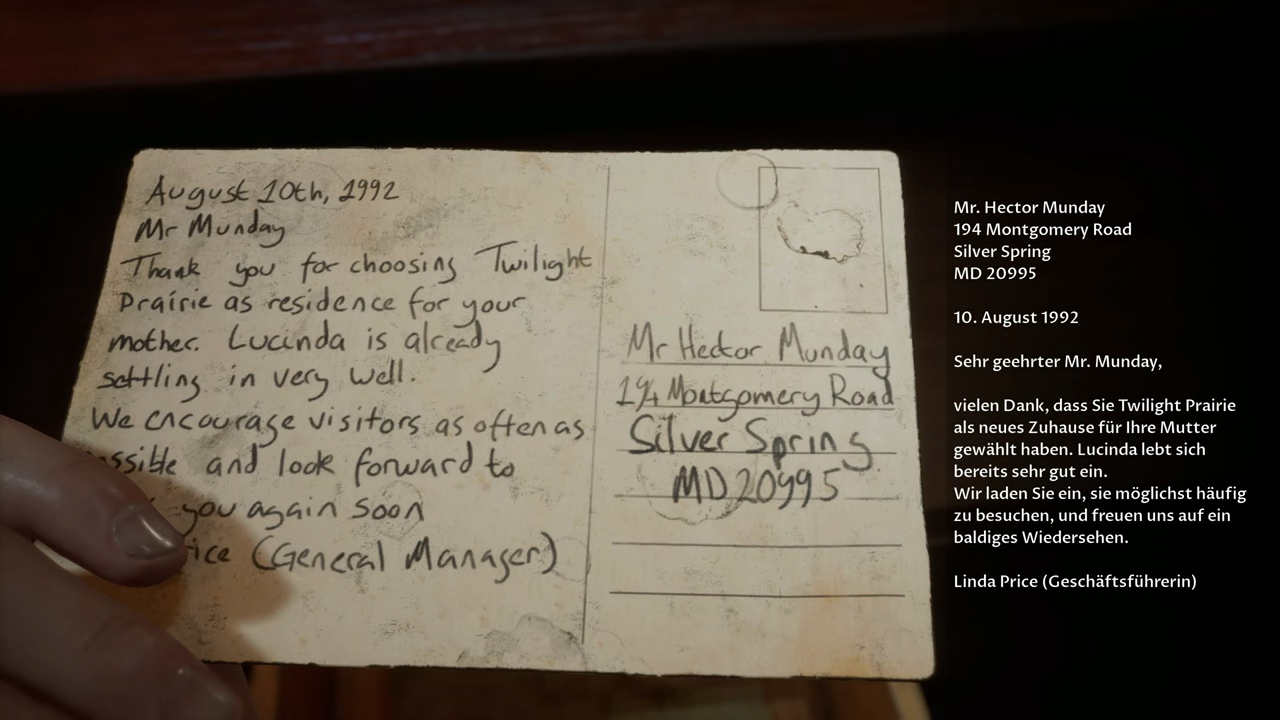 August 10th, 1992
Mr Munday
Thank you for choosing Twilight
Prairie as residence for your
mother. Lucinda is already
settling in very well.
We encourage visitors as often as
ssible and look forward to
you again soon
ice (General Manager)
Mr Hector Munday
194 Montgomery Road
Silver Spring
MD 20995
Mr. Hector Munday
194 Montgomery Road
Silver Spring
MD 20995
10. August 1992
Sehr geehrter Mr. Munday,
vielen Dank, dass Sie Twilight Prairie
als neues Zuhause für Ihre Mutter
gewählt haben. Lucinda lebt sich
bereits sehr gut ein.
Wir laden Sie ein, sie möglichst häufig
zu besuchen, und freuen uns auf ein
baldiges Wiedersehen.
Linda Price (Geschäftsführerin)